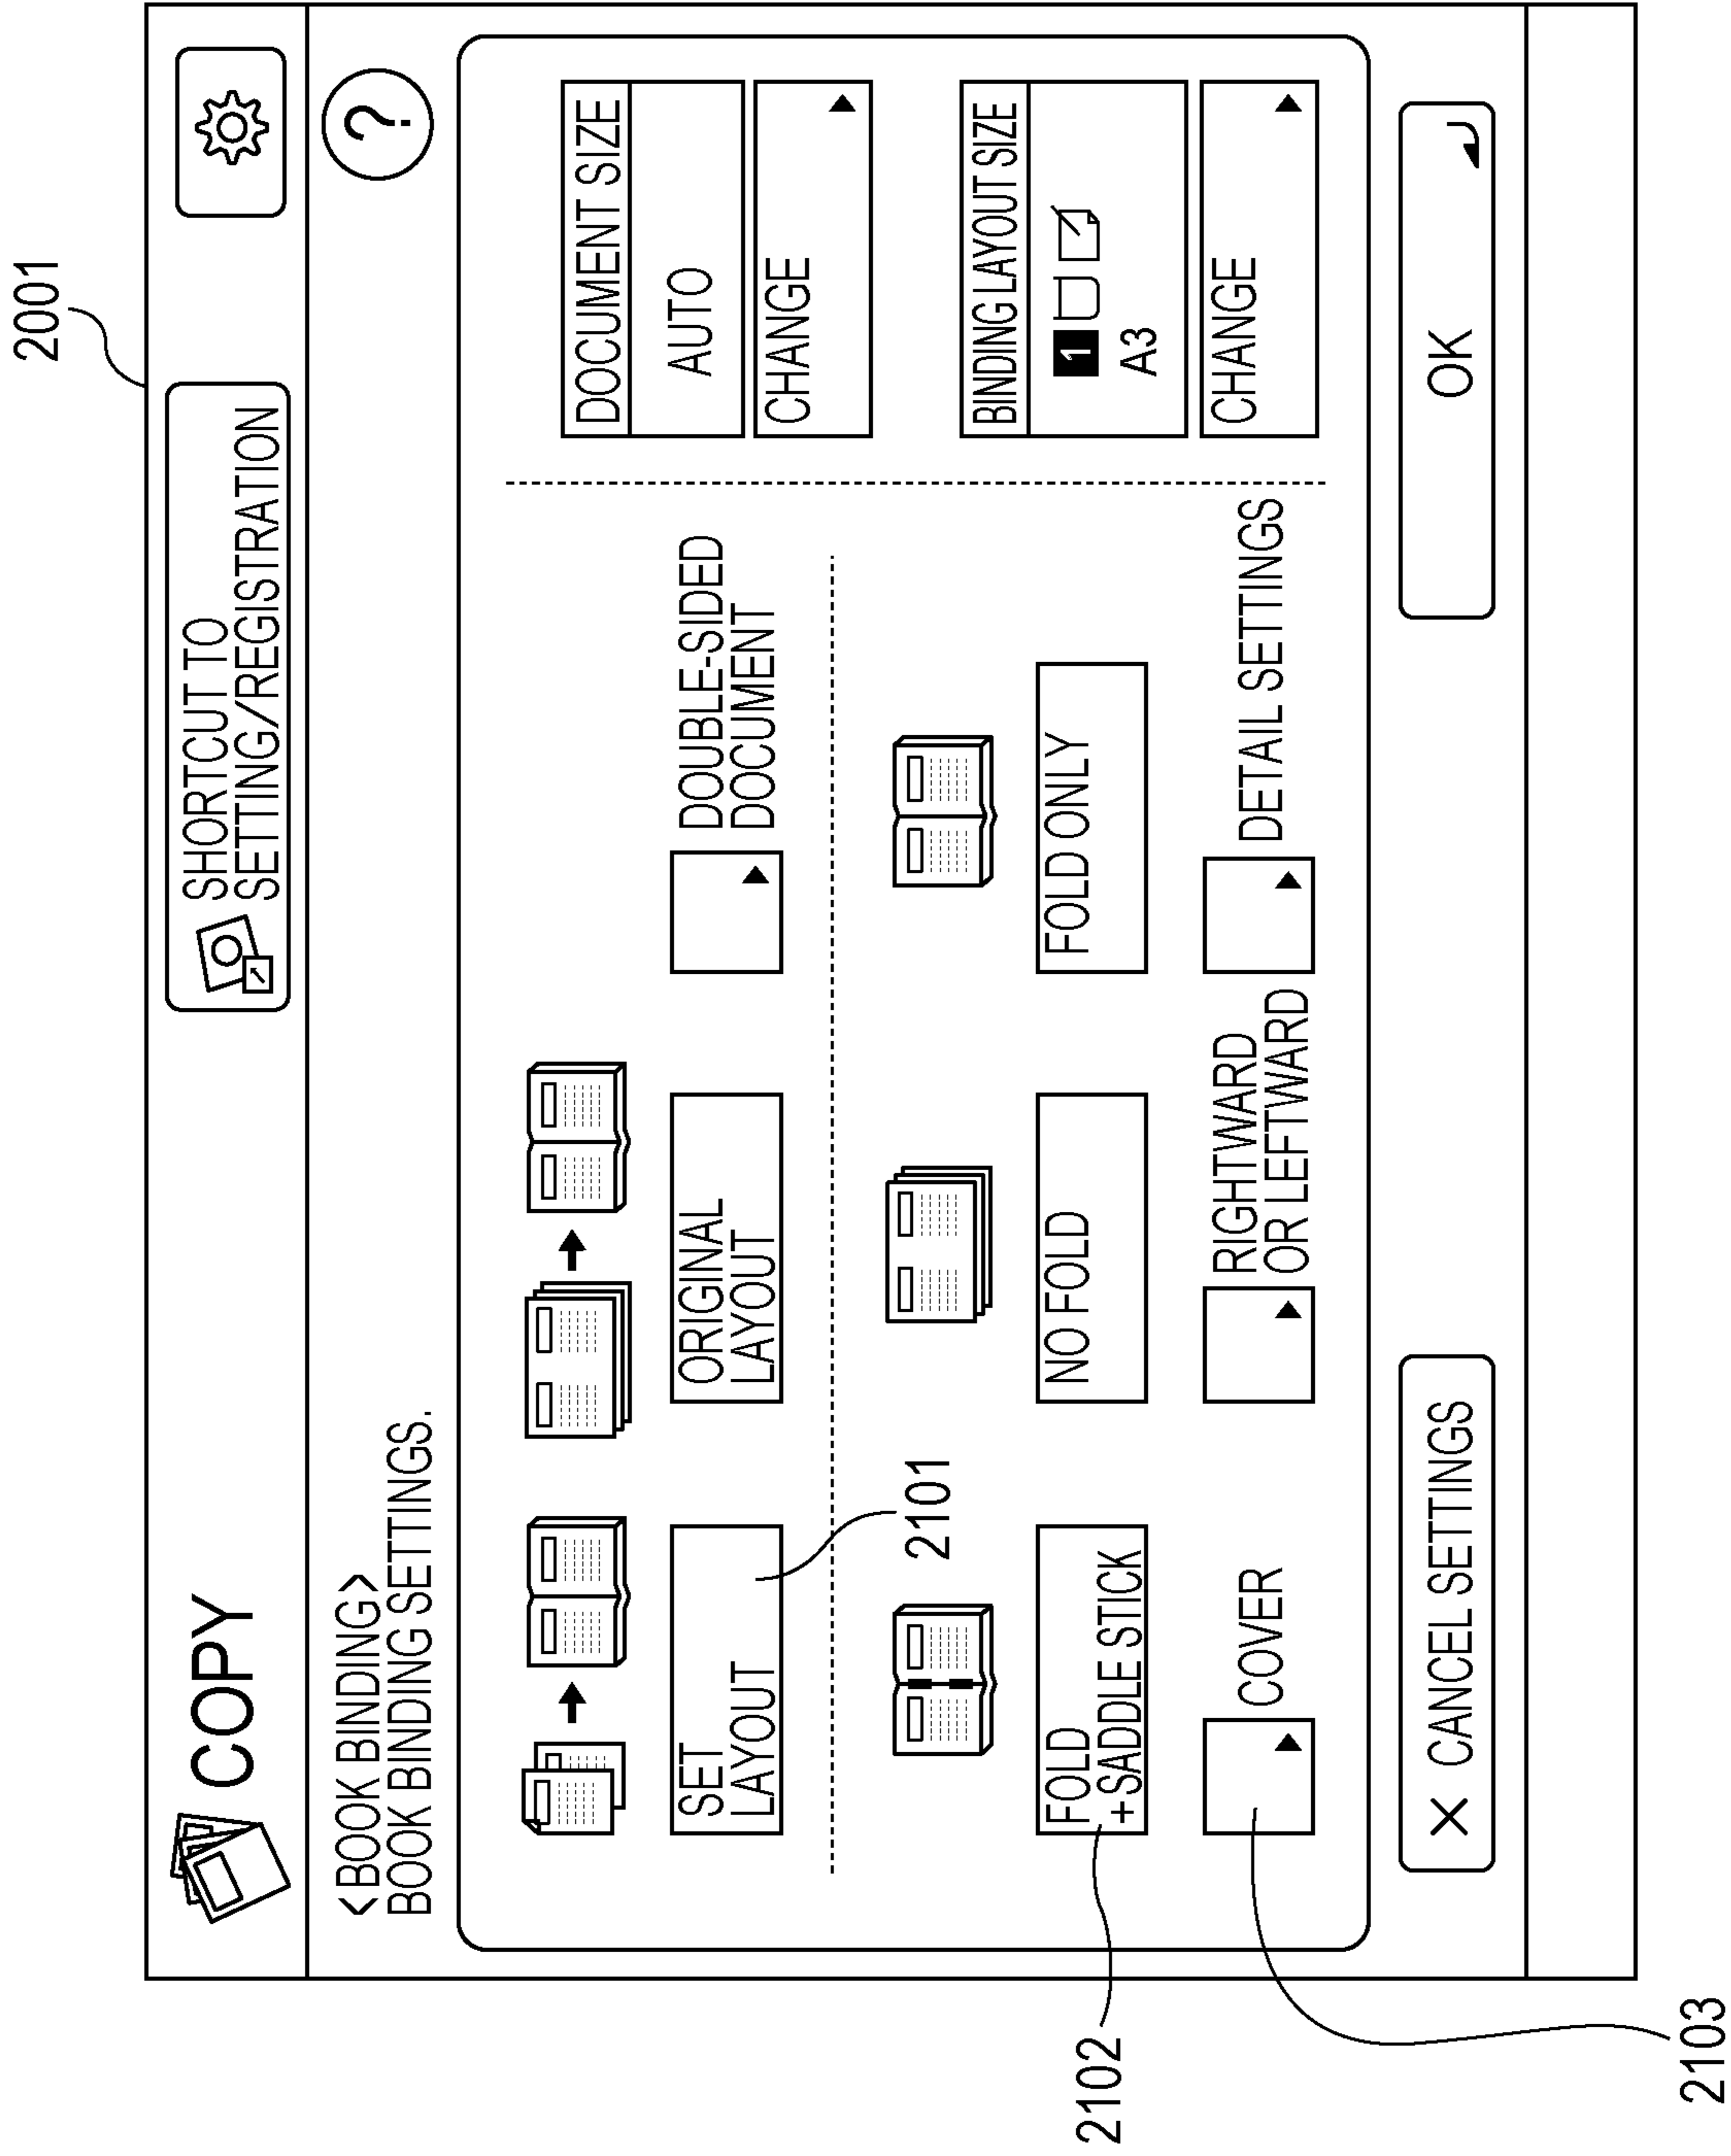 2001
COPY
SHORTCUT TO
SETTING/REGISTRATION
<BOOK BINDING>
BOOK BINDING SETTINGS.
?
SET
LAYOUT
ORIGINAL
LAYOUT
DOUBLE-SIDED
DOCUMENT
DOCUMENT SIZE
AUTO
CHANGE
2101
FOLD
+SADDLE STICK
NO FOLD
FOLD ONLY
BINDING LAYOUT SIZE
1
A3
CHANGE
COVER
RIGHTWARD
OR LEFTWARD
DETAIL SETTINGS
× CANCEL SETTINGS
OK
2102
2103